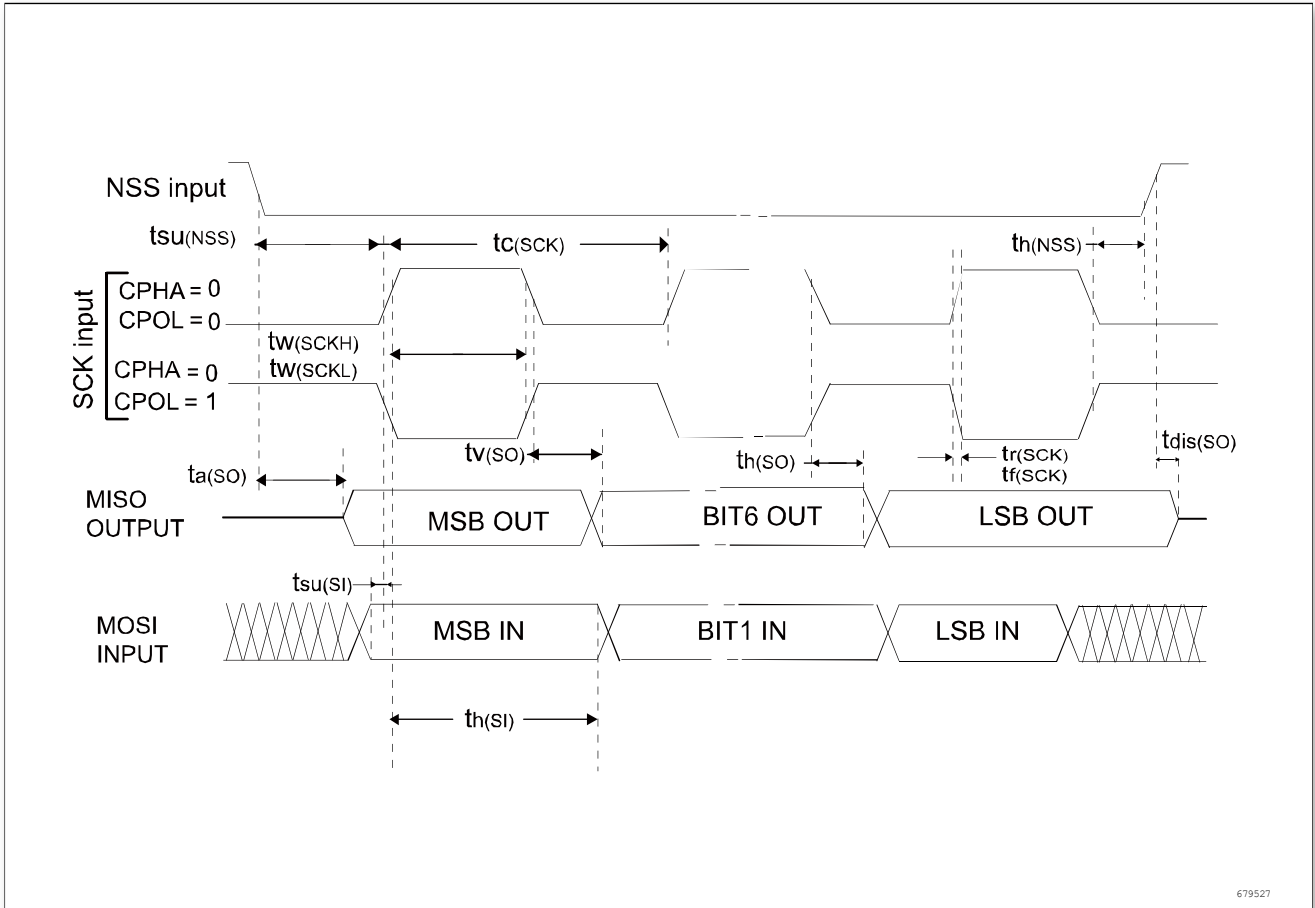 NSS input
tsu(NSS)
tc(SCK)
th(NSS)
SCK input
CPHA = 0
CPOL = 0
tw(SCKH)
tw(SCKL)
CPHA = 0
CPOL = 1
tv(SO)
th(SO)
tr(SCK)
tf(SCK)
tdis(SO)
ta(SO)
MISO
OUTPUT
MSB OUT
BIT6 OUT
LSB OUT
tsu(SI)
MOSI
INPUT
MSB IN
BIT1 IN
LSB IN
th(SI)
679527